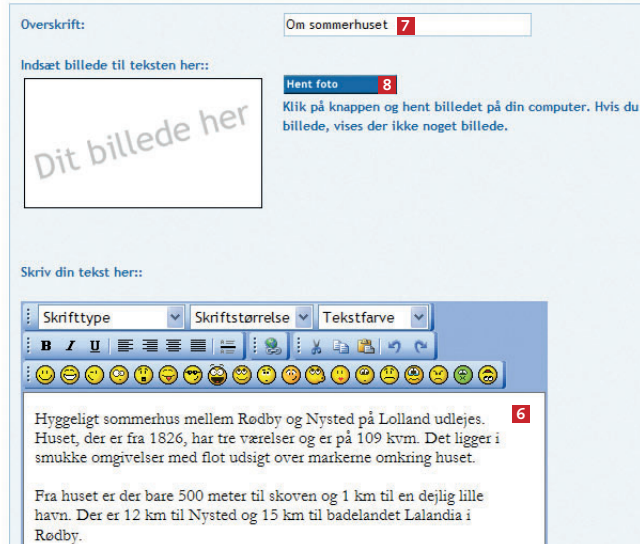 Overskrift:
Om sommerhuset 7
Indsæt billede til teksten her::
Dit billede her
Hent foto 8
Klik på knappen og hent billedet på din computer. Hvis du
billede, vises der ikke noget billede.
Skriv din tekst her::
Skrifttype Skriftstørrelse Tekstfarve
B I U
Hyggeligt sommerhus mellem Rødby og Nysted på Lolland udlejes. 6
Huset, der er fra 1826, har tre værelser og er på 109 kvm. Det ligger i
smukke omgivelser med flot udsigt over markerne omkring huset.
Fra huset er der bare 500 meter til skoven og 1 km til en dejlig lille
havn. Der er 12 km til Nysted og 15 km til badelandet Lalandia i
Rødby.